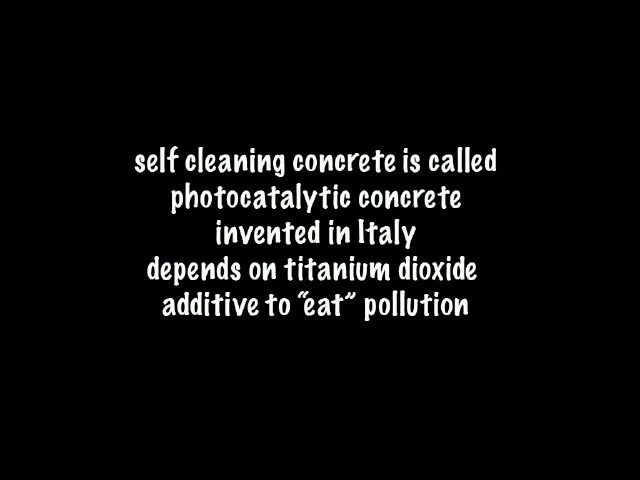 self cleaning concrete is called
photocatalytic concrete
invented in Italy
depends on titanium dioxide
additive to “eat” pollution